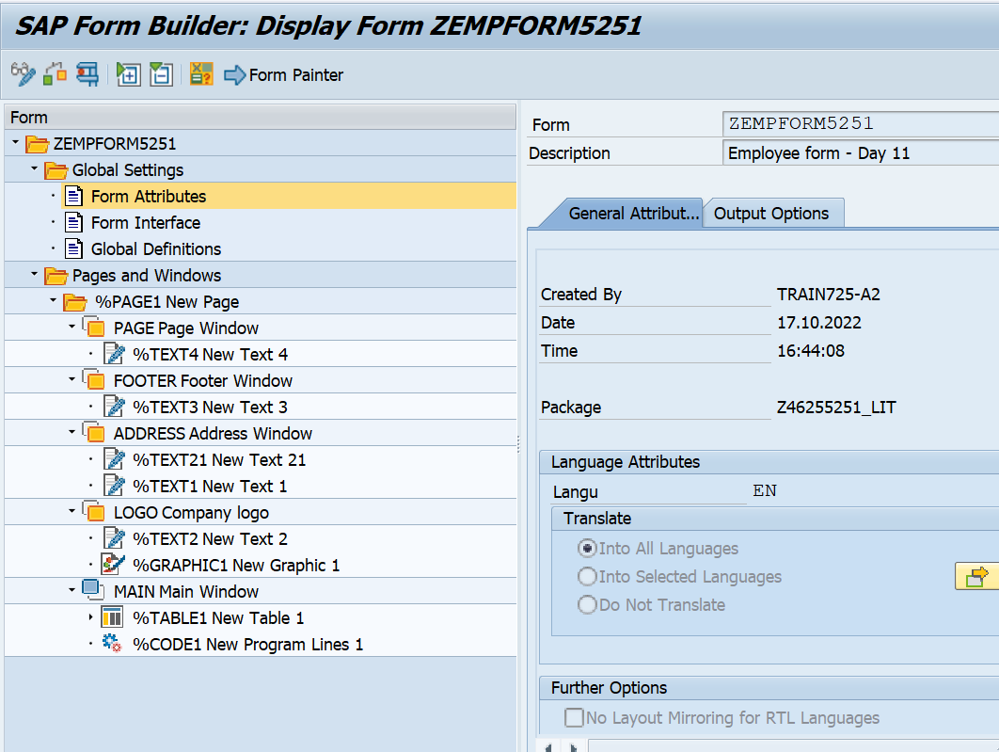 SAP Form Builder: Display Form ZEMPFORM5251
Form Painter
Form
ZEMPFORM5251
Global Settings
Form Attributes
Form Interface
Global Definitions
Pages and Windows
%PAGE1 New Page
PAGE Page Window
%TEXT4 New Text 4
FOOTER Footer Window
%TEXT3 New Text 3
ADDRESS Address Window
%TEXT21 New Text 21
%TEXT1 New Text 1
LOGO Company logo
%TEXT2 New Text 2
%GRAPHIC1 New Graphic 1
MAIN Main Window
%TABLE1 New Table 1
%CODE1 New Program Lines 1
Form ZEMPFORM5251
Description Employee form - Day 11
General Attribut... Output Options
Created By TRAIN725-A2
Date 17.10.2022
Time 16:44:08
Package Z46255251_LIT
Language Attributes
Langu EN
Translate
Into All Languages
Into Selected Languages
Do Not Translate
Further Options
No Layout Mirroring for RTL Languages